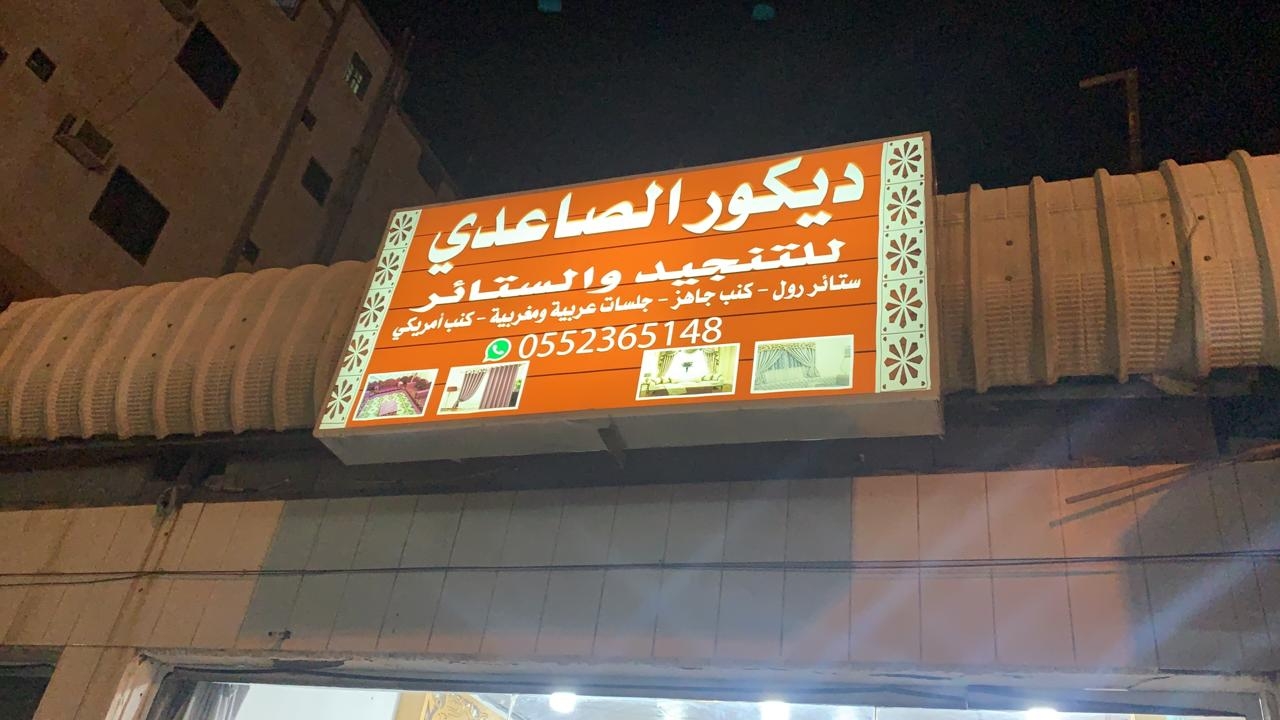 ديكور الصاعدي
للتنجيد والستائر
ستائر رول - كنب جاهز - جلسات عربية ومغربية - كنب أمريكي
0552365148